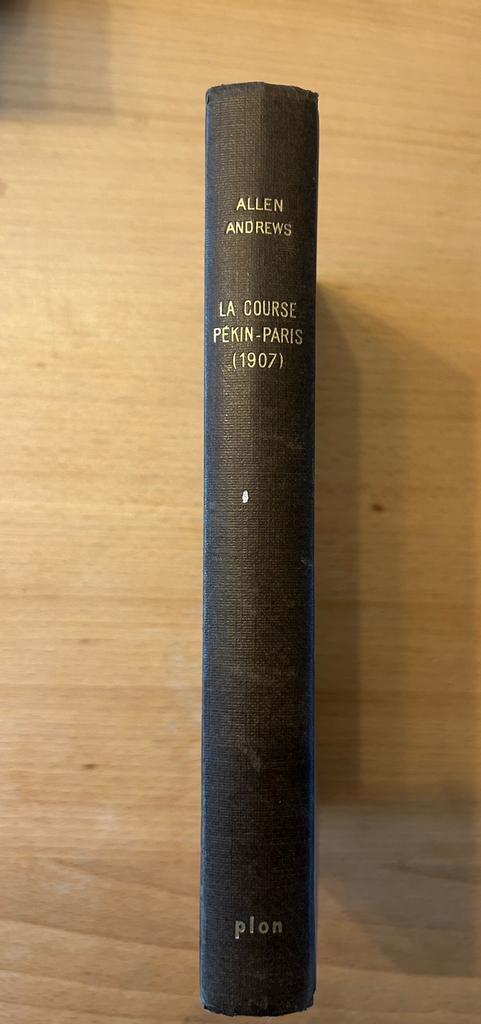 ALLEN
ANDREWS
LA COURSE
PÉKIN-PARIS
(1907)
plon